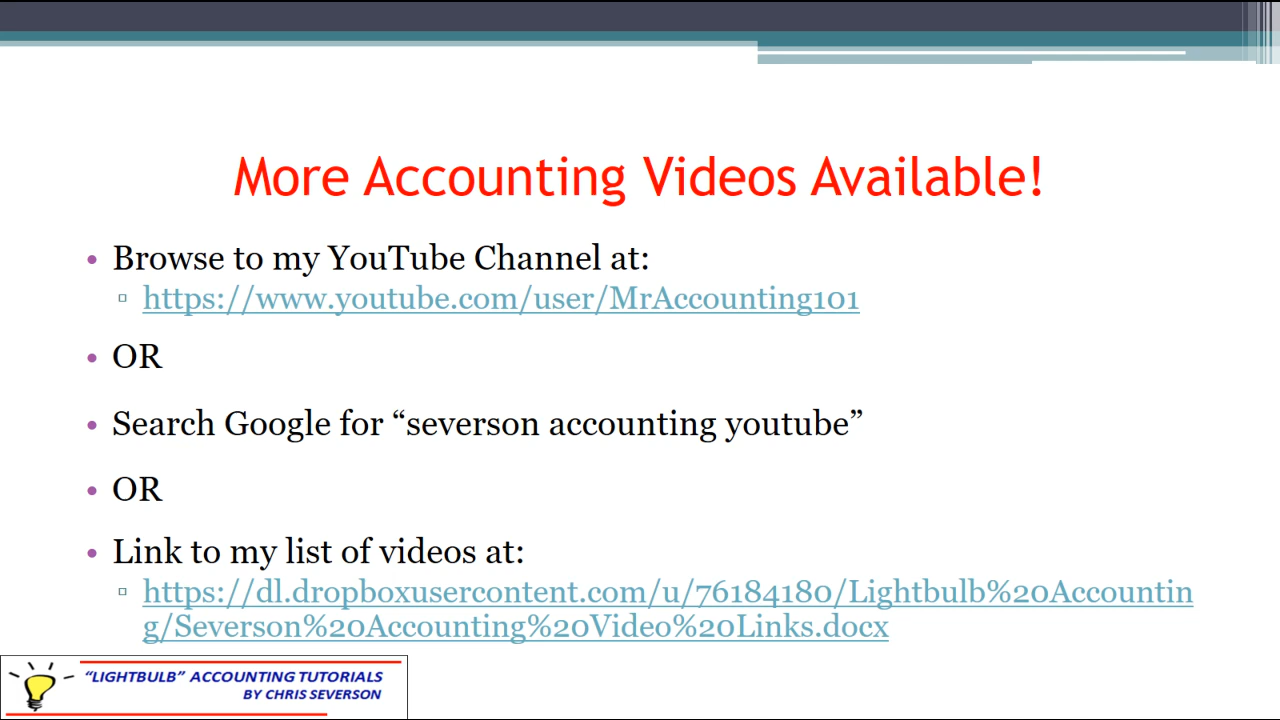 More Accounting Videos Available!
• Browse to my YouTube Channel at:
▫ https://www.youtube.com/user/MrAccounting101
• OR
• Search Google for “severson accounting youtube”
• OR
• Link to my list of videos at:
▫ https://dl.dropboxusercontent.com/u/76184180/Lightbulb%20Accountin
g/Severson%20Accounting%20Video%20Links.docx
“LIGHTBULB” ACCOUNTING TUTORIALS
BY CHRIS SEVERSON